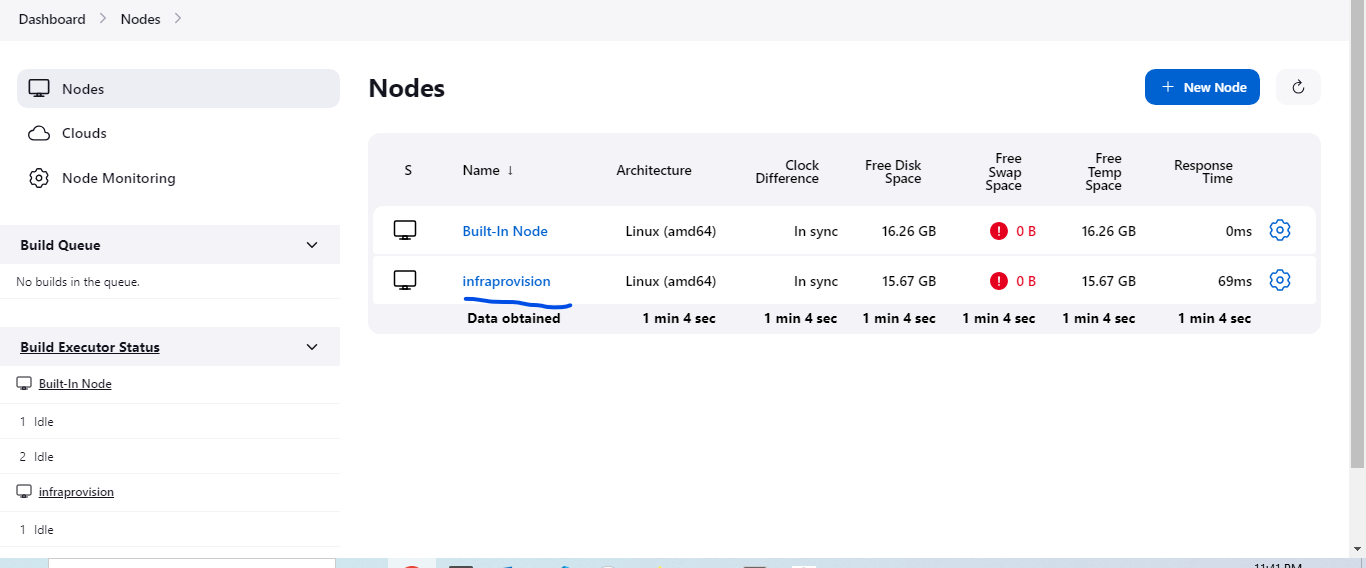 Dashboard > Nodes >
Nodes
Clouds
Node Monitoring
Build Queue
No builds in the queue.
Build Executor Status
Built-In Node
1 Idle
2 Idle
infraprovision
1 Idle
Nodes
+ New Node
S Name ↓ Architecture Clock Difference Free Disk Space Free Swap Space Free Temp Space Response Time
Built-In Node Linux (amd64) In sync 16.26 GB ! 0 B 16.26 GB 0ms
infraprovision Linux (amd64) In sync 15.67 GB ! 0 B 15.67 GB 69ms
Data obtained 1 min 4 sec 1 min 4 sec 1 min 4 sec 1 min 4 sec 1 min 4 sec 1 min 4 sec
11:41 PM